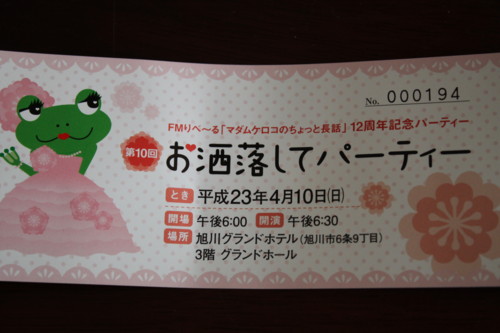 No. 000194
FMりべ〜る「マダムケロコのちょっと長話」12周年記念パーティー
第10回 お洒落してパーティー
とき 平成23年4月10日(日)
開場 午後6:00 開演 午後6:30
場所 旭川グランドホテル(旭川市6条9丁目)
3階 グランドホール